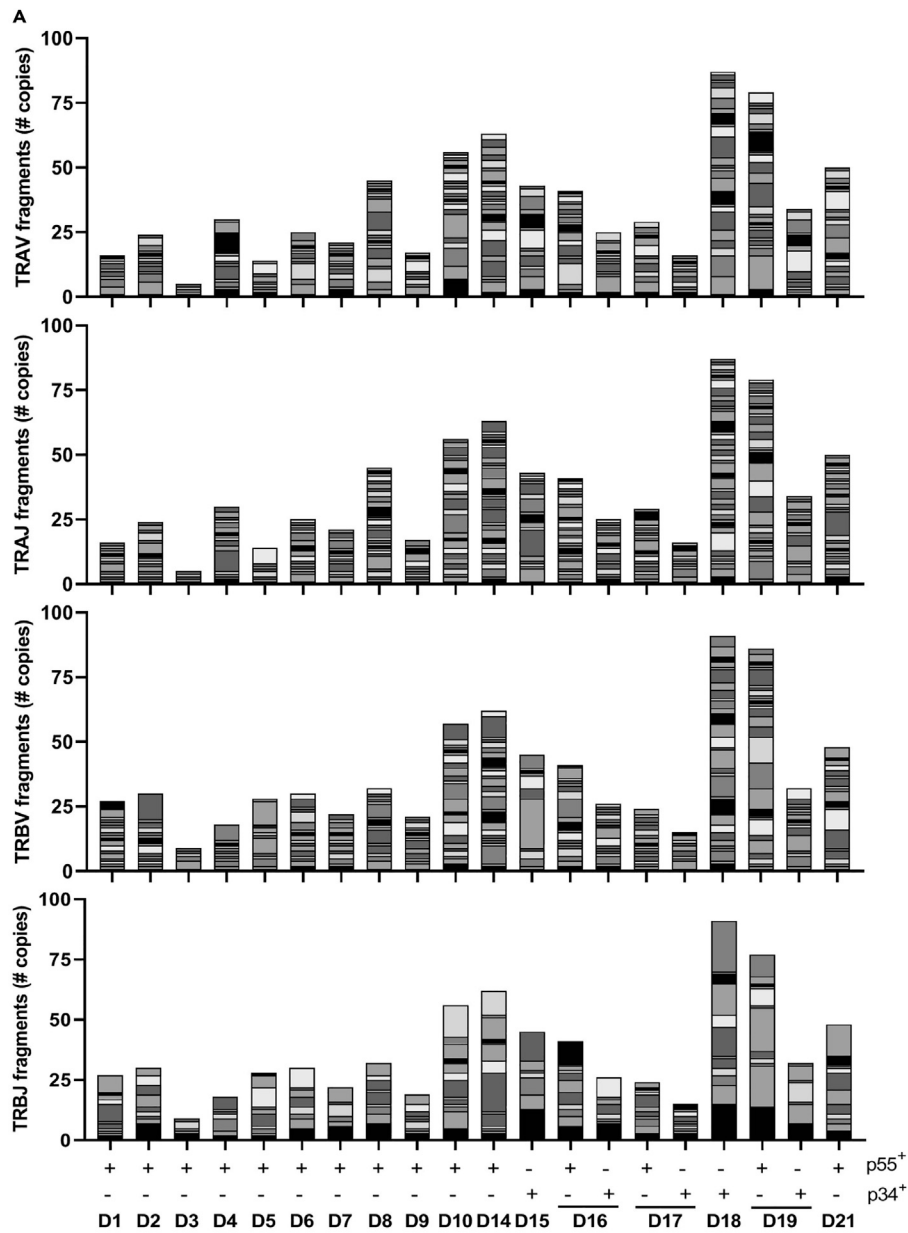 A
TRAV fragments (# copies)
100
75
50
25
0
TRAJ fragments (# copies)
100
75
50
25
0
TRBV fragments (# copies)
100
75
50
25
0
TRBJ fragments (# copies)
100
75
50
25
0
+ + + + + + + + + + + - + - + - - + - + p55⁺
- - - - - - - - - - - + - + - + + - + - p34⁺
D1 D2 D3 D4 D5 D6 D7 D8 D9 D10 D14 D15 D16 D17 D18 D19 D21